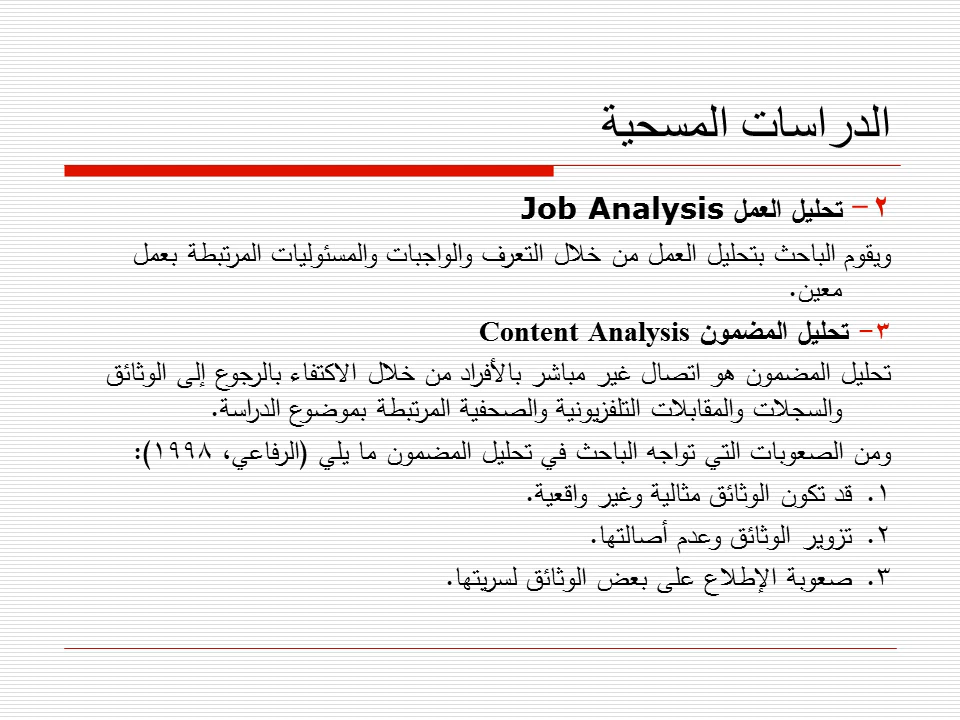 الدراسات المسحية
٢- تحليل العمل Job Analysis
ويقوم الباحث بتحليل العمل من خلال التعرف والواجبات والمسئوليات المرتبطة بعمل
معين.
٣- تحليل المضمون Content Analysis
تحليل المضمون هو اتصال غير مباشر بالأفراد من خلال الاكتفاء بالرجوع إلى الوثائق
والسجلات والمقابلات التلفزيونية والصحفية المرتبطة بموضوع الدراسة.
ومن الصعوبات التي تواجه الباحث في تحليل المضمون ما يلي (الرفاعي، ١٩٩٨):
١. قد تكون الوثائق مثالية وغير واقعية.
٢. تزوير الوثائق وعدم أصالتها.
٣. صعوبة الإطلاع على بعض الوثائق لسريتها.